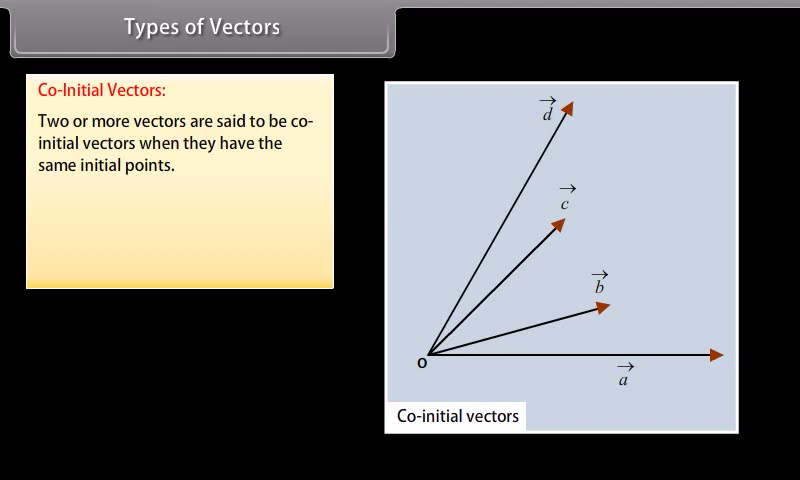 Types of Vectors
Co-Initial Vectors:
Two or more vectors are said to be co-
initial vectors when they have the
same initial points.
d
c
b
O
a
Co-initial vectors